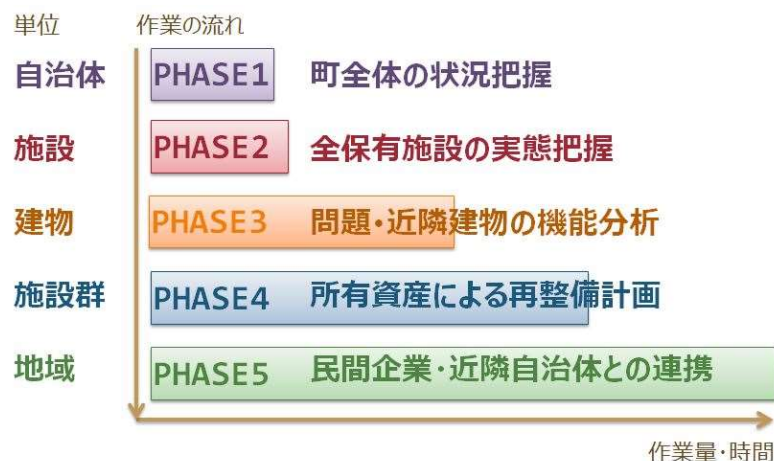 単位 作業の流れ
自治体 PHASE1 町全体の状況把握
施設 PHASE2 全保有施設の実態把握
建物 PHASE3 問題・近隣建物の機能分析
施設群 PHASE4 所有資産による再整備計画
地域 PHASE5 民間企業・近隣自治体との連携
作業量・時間